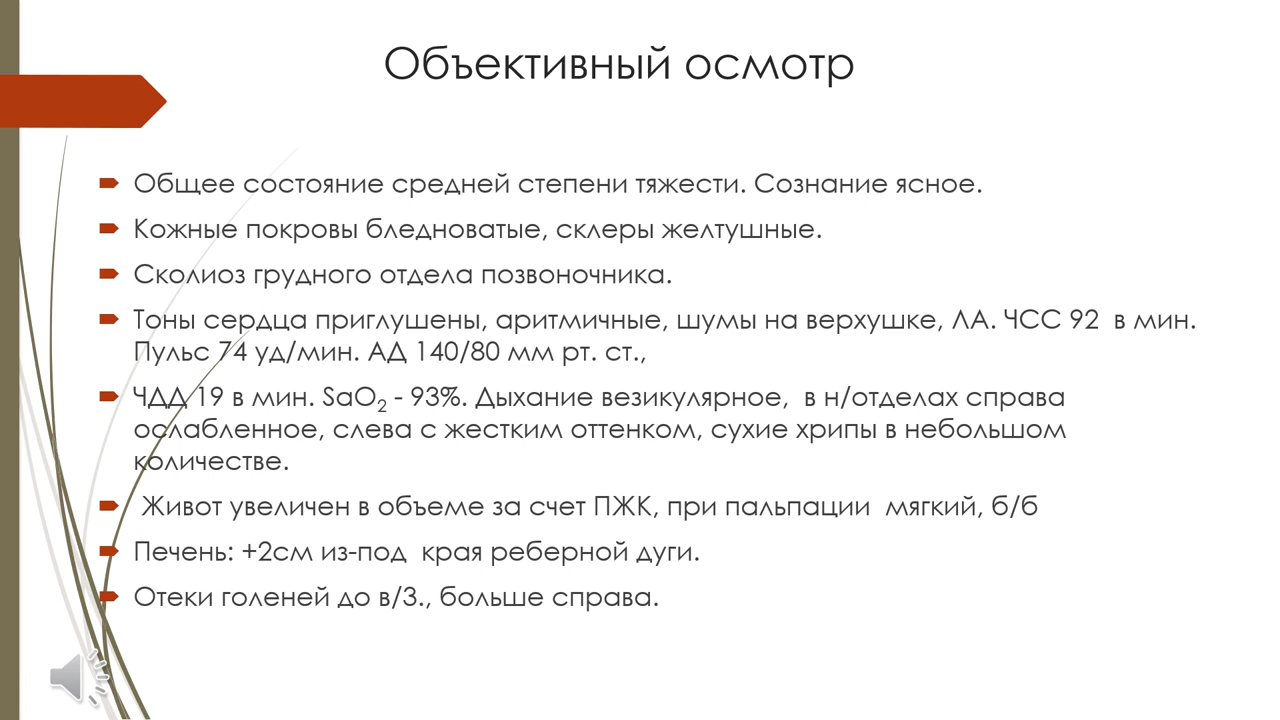 Объективный осмотр
Общее состояние средней степени тяжести. Сознание ясное.
Кожные покровы бледноватые, склеры желтушные.
Сколиоз грудного отдела позвоночника.
Тоны сердца приглушены, аритмичные, шумы на верхушке, ЛА. ЧСС 92 в мин.
Пульс 74 уд/мин. АД 140/80 мм рт. ст.,
ЧДД 19 в мин. SaO₂ - 93%. Дыхание везикулярное, в н/отделах справа
ослабленное, слева с жестким оттенком, сухие хрипы в небольшом
количестве.
Живот увеличен в объеме за счет ПЖК, при пальпации мягкий, б/б
Печень: +2см из-под края реберной дуги.
Отеки голеней до в/3., больше справа.